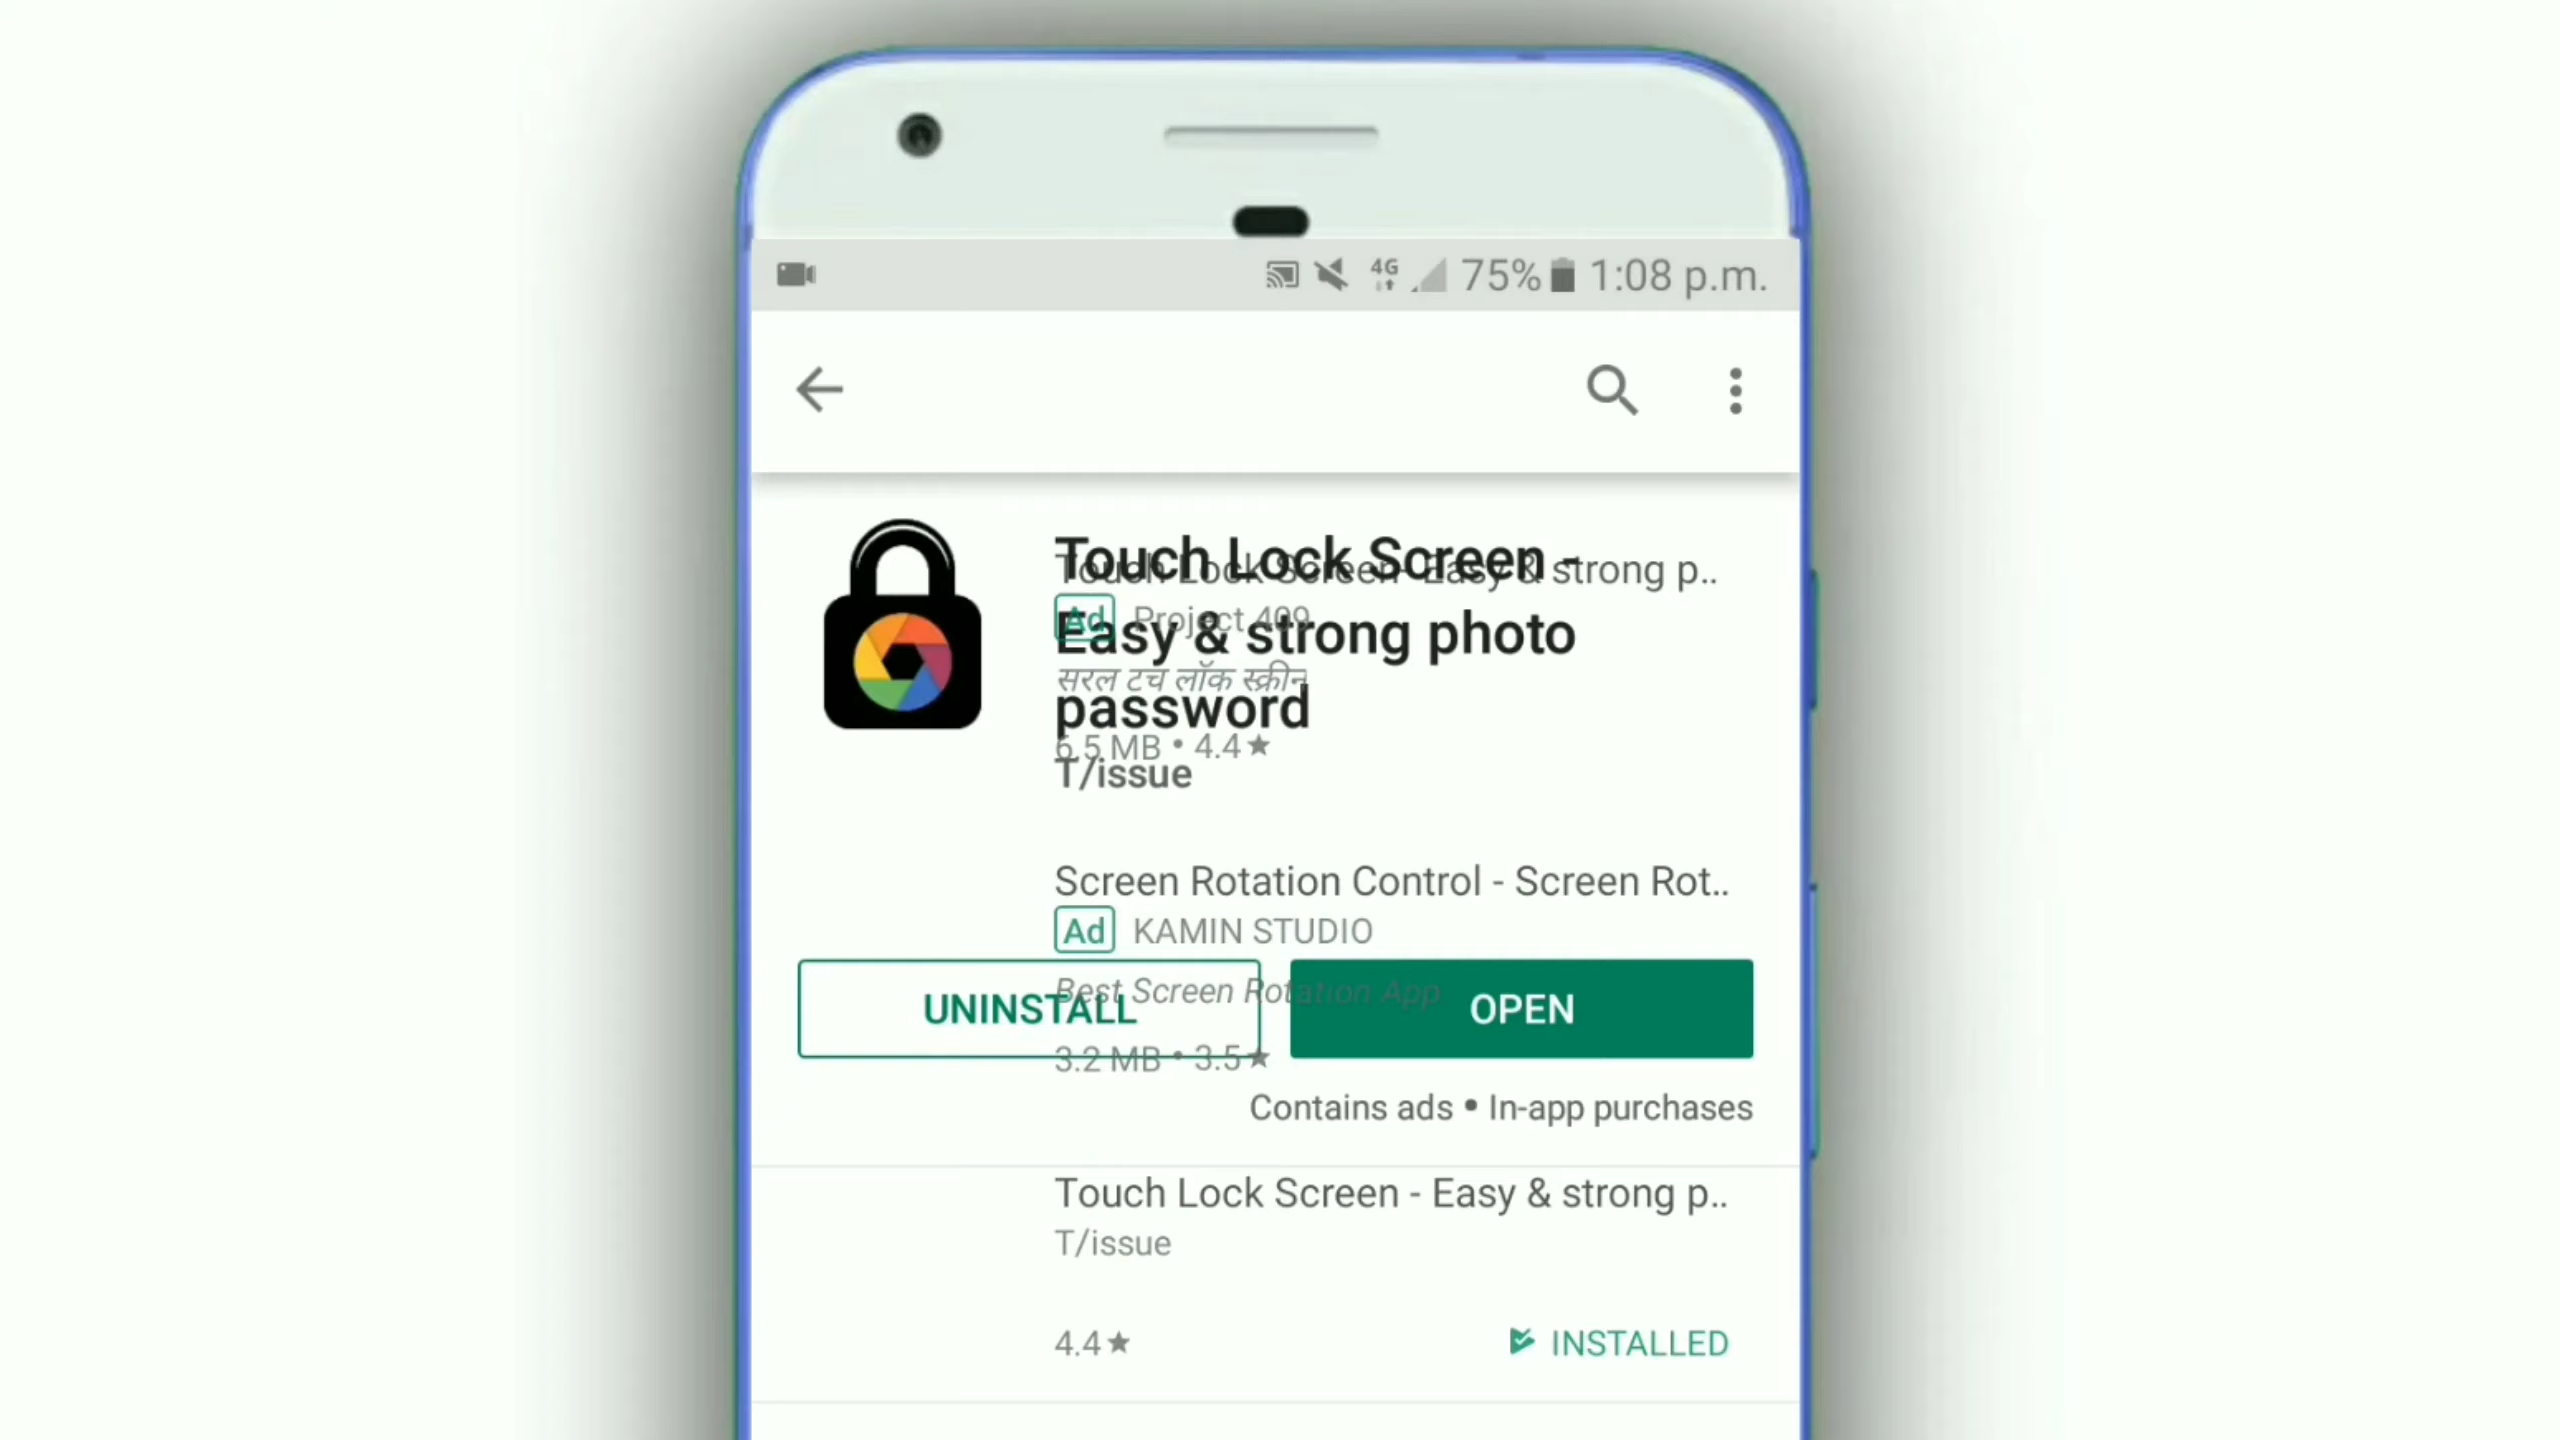 4G 75% 1:08 p.m.
Touch Lock Screen -
Easy & strong photo
password
T/issue
Touch Lock Screen- Easy & strong p..
Ad Project 409
सरल टच लॉक स्क्रीन
6.5 MB • 4.4★
Screen Rotation Control - Screen Rot..
Ad KAMIN STUDIO
Best Screen Rotation App
3.2 MB • 3.5★
UNINSTALL OPEN
Contains ads • In-app purchases
Touch Lock Screen - Easy & strong p..
T/issue
4.4★ INSTALLED